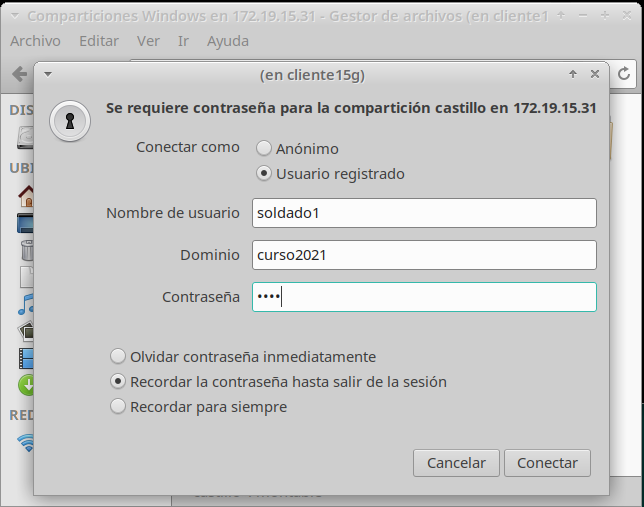 Comparticiones Windows en 172.19.15.31 - Gestor de archivos (en cliente1
Archivo Editar Ver Ir Ayuda
(en cliente15g)
DIS
Se requiere contraseña para la compartición castillo en 172.19.15.31
Conectar como
Anónimo
UBI
Usuario registrado
Nombre de usuario soldado1
Dominio curso2021
Contraseña ••••
Olvidar contraseña inmediatamente
Recordar la contraseña hasta salir de la sesión
Recordar para siempre
RED
Cancelar Conectar